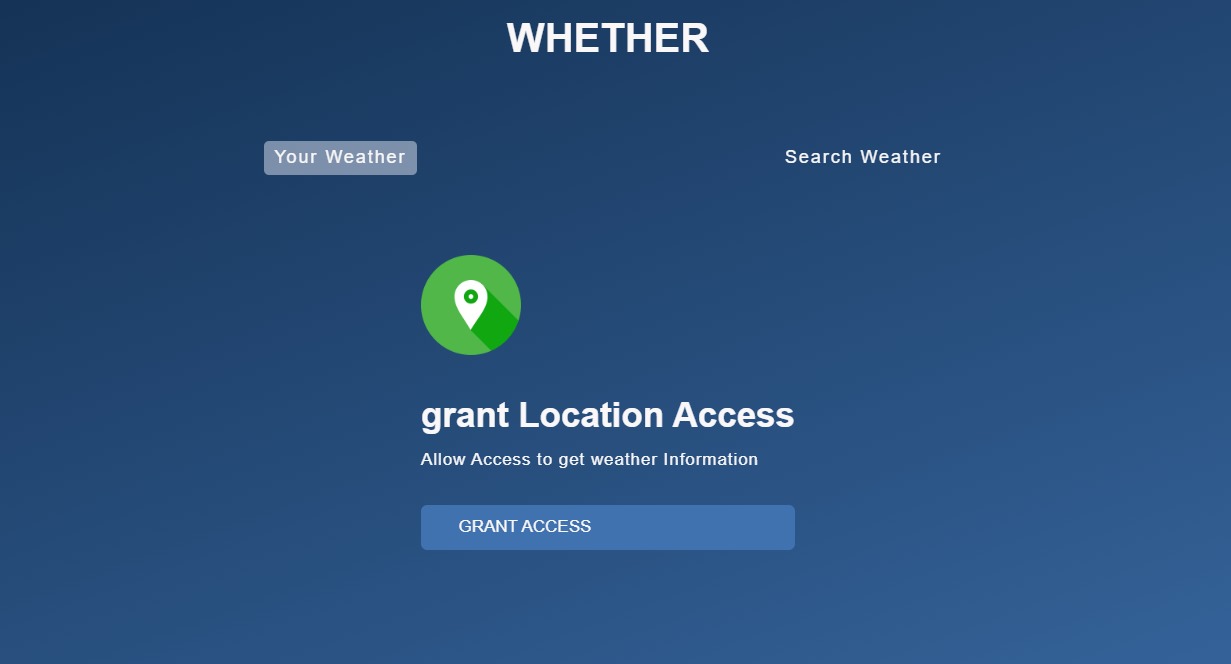 WHETHER
Your Weather
Search Weather
grant Location Access
Allow Access to get weather Information
GRANT ACCESS